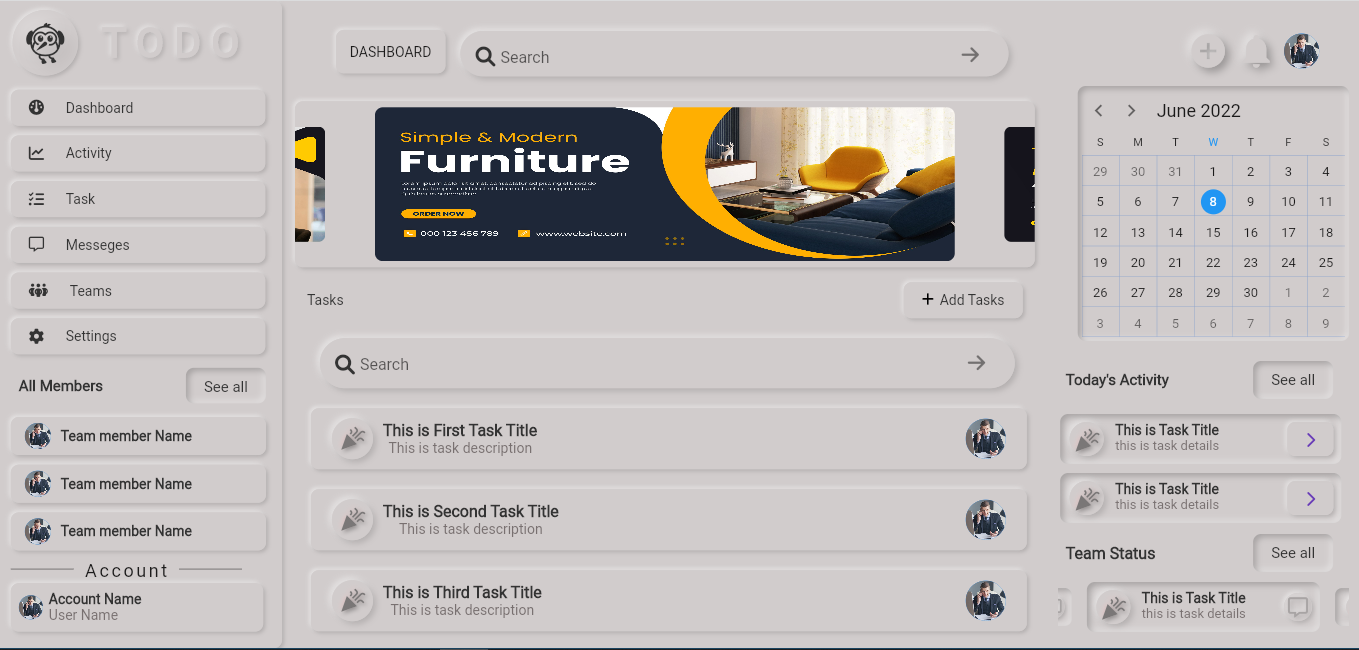 TODO
Dashboard
Activity
Task
Messeges
Teams
Settings
All Members
See all
Team member Name
Team member Name
Team member Name
Account
Account Name
User Name
DASHBOARD
Search
Simple & Modern
Furniture
ORDER NOW
000 123 456 789
www.website.com
Tasks
+ Add Tasks
Search
This is First Task Title
This is task description
This is Second Task Title
This is task description
This is Third Task Title
This is task description
June 2022
S M T W T F S
29 30 31 1 2 3 4
5 6 7 8 9 10 11
12 13 14 15 16 17 18
19 20 21 22 23 24 25
26 27 28 29 30 1 2
3 4 5 6 7 8 9
Today's Activity
See all
This is Task Title
this is task details
This is Task Title
this is task details
Team Status
See all
This is Task Title
this is task details